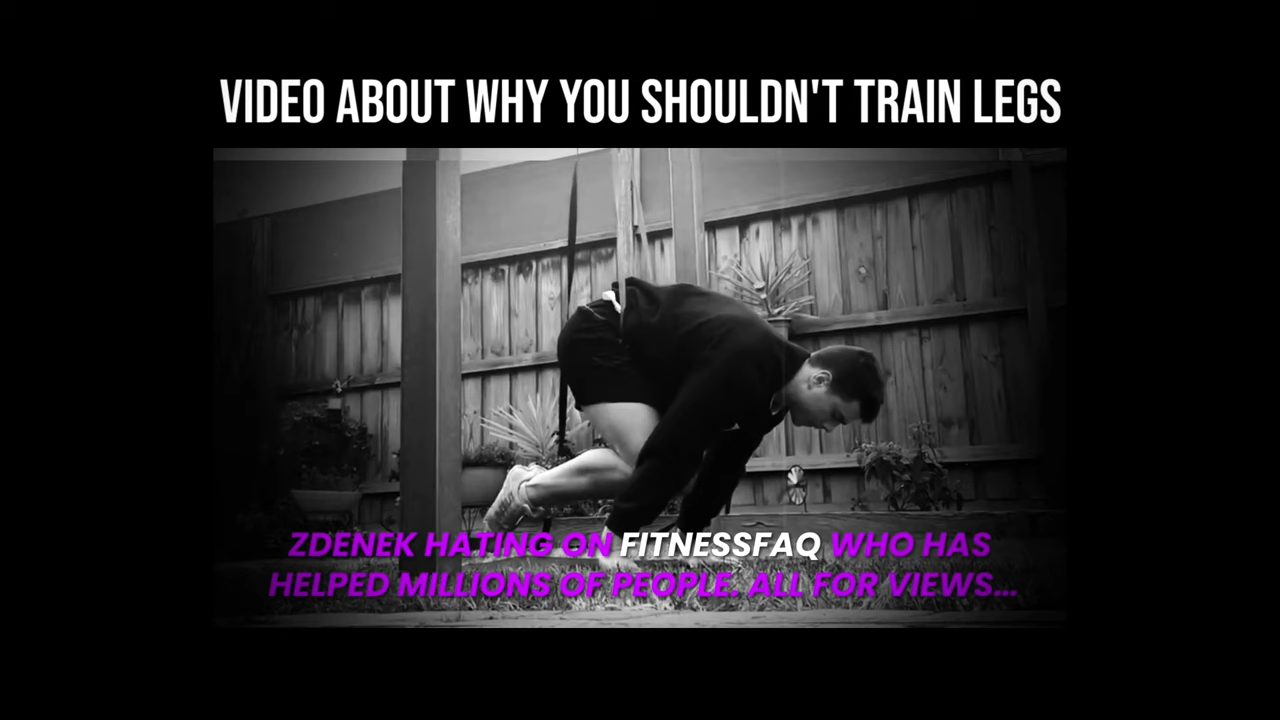 VIDEO ABOUT WHY YOU SHOULDN'T TRAIN LEGS
ZDENEK HATING ON FITNESSFAQ WHO HAS
HELPED MILLIONS OF PEOPLE. ALL FOR VIEWS...